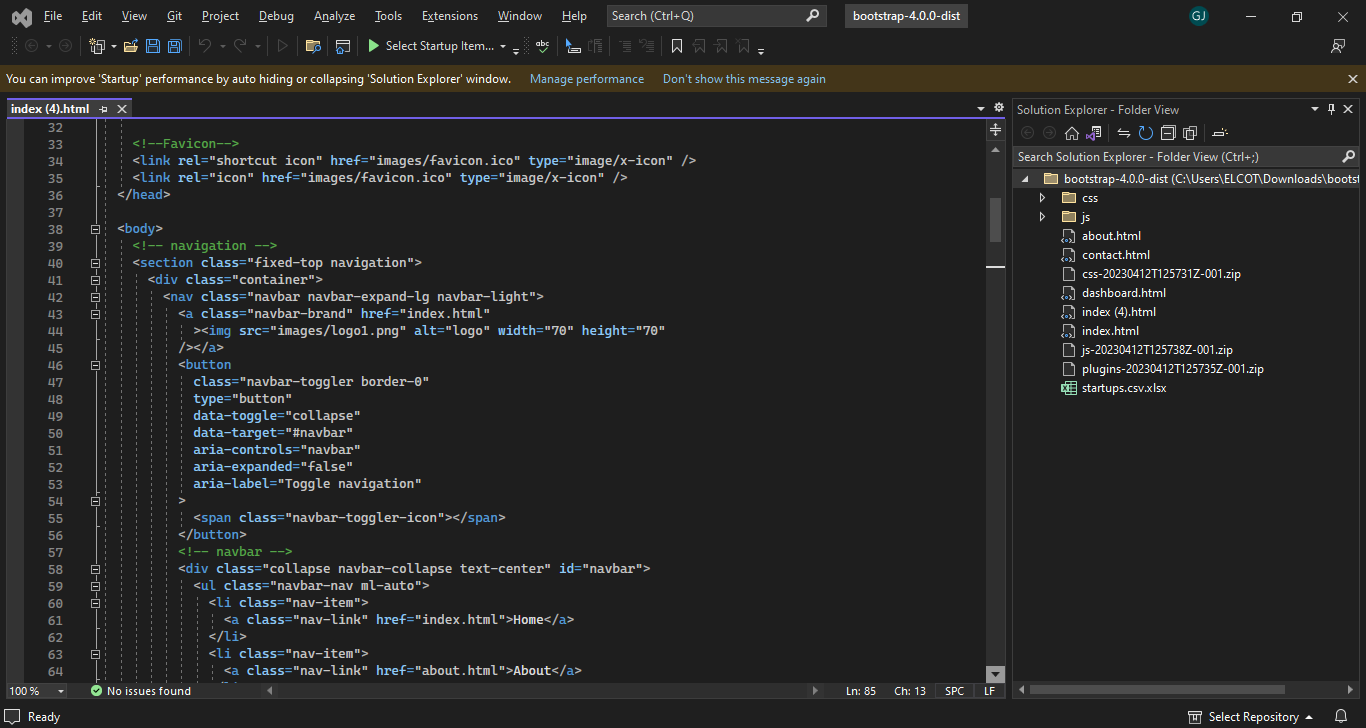 File Edit View Git Project Debug Analyze Tools Extensions Window Help Search (Ctrl+Q) bootstrap-4.0.0-dist GJ
Select Startup Item...
You can improve 'Startup' performance by auto hiding or collapsing 'Solution Explorer' window. Manage performance Don't show this message again
index (4).html
32
33 <!--Favicon-->
34 <link rel="shortcut icon" href="images/favicon.ico" type="image/x-icon" />
35 <link rel="icon" href="images/favicon.ico" type="image/x-icon" />
36 </head>
37
38 <body>
39 <!-- navigation -->
40 <section class="fixed-top navigation">
41 <div class="container">
42 <nav class="navbar navbar-expand-lg navbar-light">
43 <a class="navbar-brand" href="index.html"
44 ><img src="images/logo1.png" alt="logo" width="70" height="70"
45 /></a>
46 <button
47 class="navbar-toggler border-0"
48 type="button"
49 data-toggle="collapse"
50 data-target="#navbar"
51 aria-controls="navbar"
52 aria-expanded="false"
53 aria-label="Toggle navigation"
54 >
55 <span class="navbar-toggler-icon"></span>
56 </button>
57 <!-- navbar -->
58 <div class="collapse navbar-collapse text-center" id="navbar">
59 <ul class="navbar-nav ml-auto">
60 <li class="nav-item">
61 <a class="nav-link" href="index.html">Home</a>
62 </li>
63 <li class="nav-item">
64 <a class="nav-link" href="about.html">About</a>
100 % No issues found Ln: 85 Ch: 13 SPC LF
Solution Explorer - Folder View
Search Solution Explorer - Folder View (Ctrl+;)
bootstrap-4.0.0-dist (C:\Users\ELCOT\Downloads\bootst
css
js
about.html
contact.html
css-20230412T125731Z-001.zip
dashboard.html
index (4).html
index.html
js-20230412T125738Z-001.zip
plugins-20230412T125735Z-001.zip
startups.csv.xlsx
Ready Select Repository